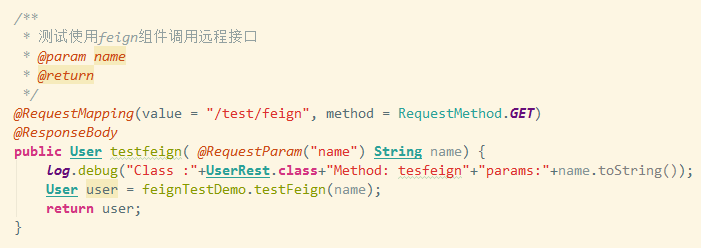 /**
 * 测试使用feign组件调用远程接口
 * @param name
 * @return
 */
@RequestMapping(value = "/test/feign", method = RequestMethod.GET)
@ResponseBody
public User testfeign( @RequestParam("name") String name) {
    log.debug("Class :"+UserRest.class+"Method: tesfeign"+"params:"+name.toString());
    User user = feignTestDemo.testFeign(name);
    return user;
}